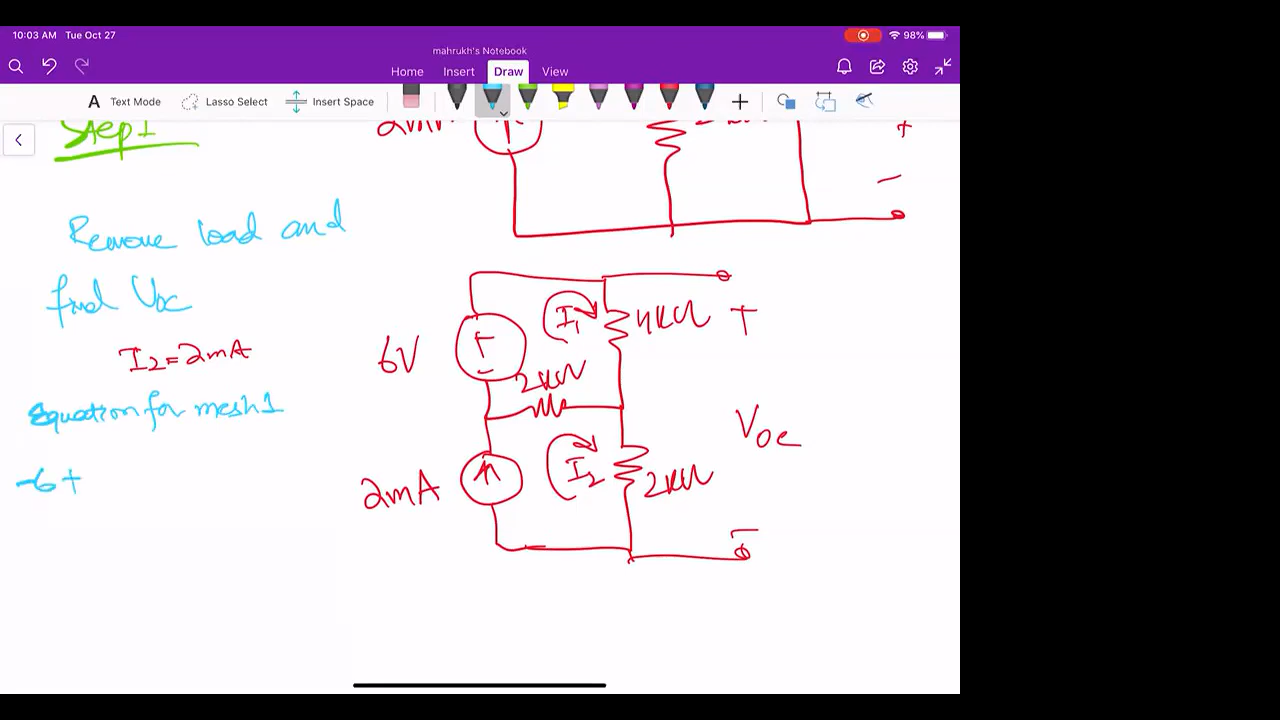 10:03 AM Tue Oct 27
98%
mahrukh's Notebook
Home Insert Draw View
A Text Mode Lasso Select Insert Space
Step1
2mA
+
-
Remove load and
find Voc
I2=2mA
Equation for mesh1
-6+
I1
4kΩ
+
6V
+
-
2kΩ
Voc
2mA
I2
2kΩ
-